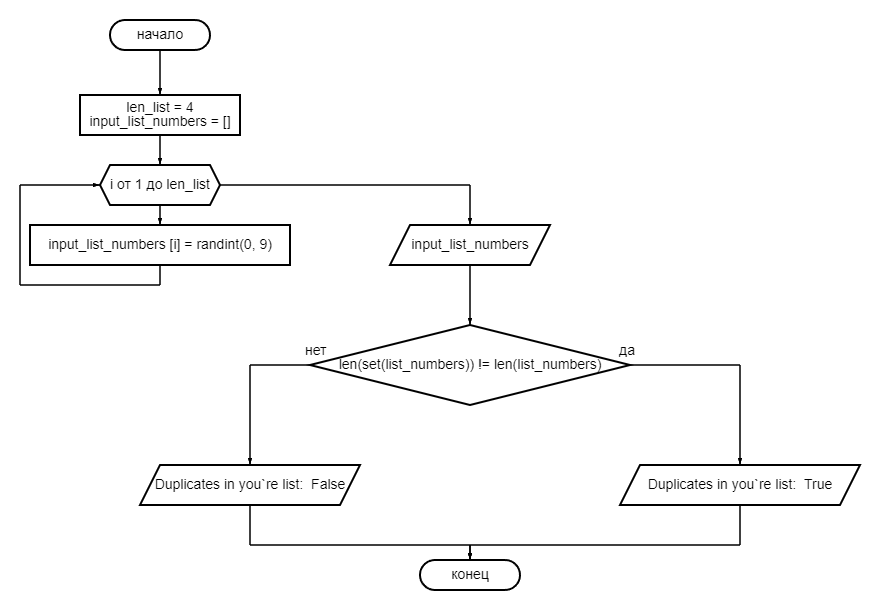 начало
len_list = 4
input_list_numbers = []
i от 1 до len_list
input_list_numbers [i] = randint(0, 9)
input_list_numbers
нет
да
len(set(list_numbers)) != len(list_numbers)
Duplicates in you`re list:  False
Duplicates in you`re list:  True
конец